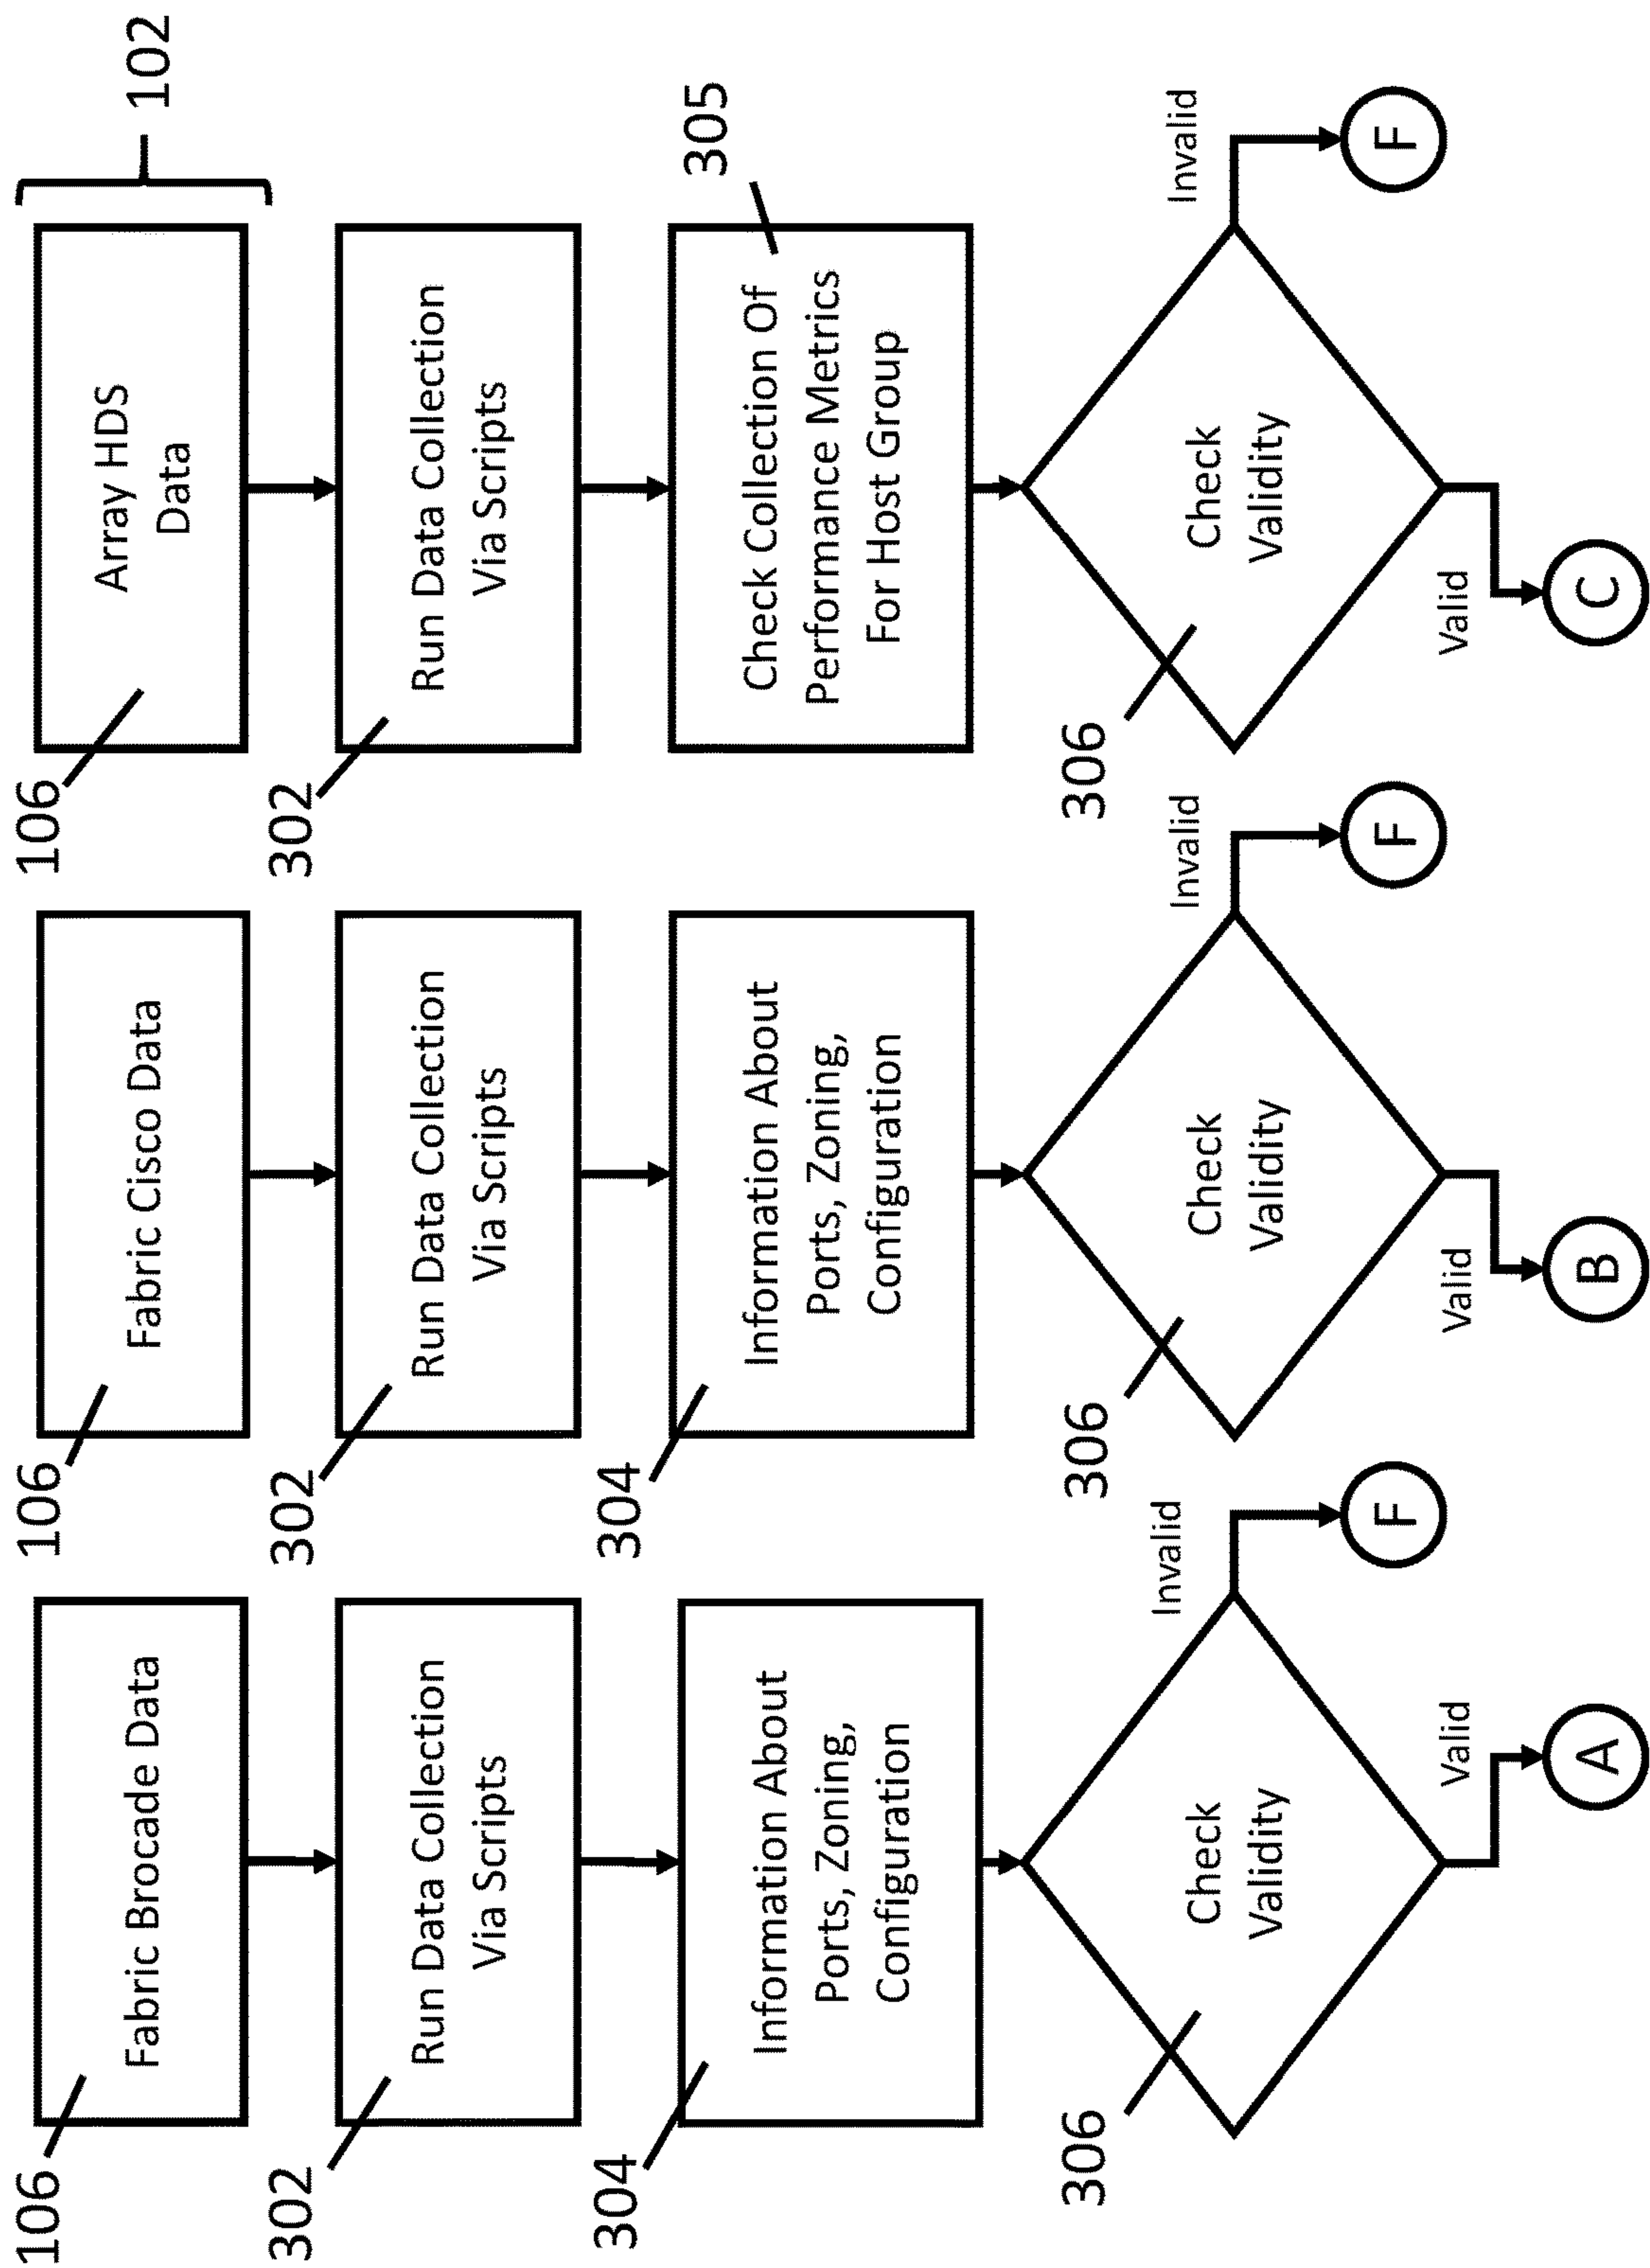 102
106
Fabric Brocade Data
106
Fabric Cisco Data
106
Array HDS
Data
302
Run Data Collection
Via Scripts
302
Run Data Collection
Via Scripts
302
Run Data Collection
Via Scripts
304
Information About
Ports, Zoning,
Configuration
304
Information About
Ports, Zoning,
Configuration
305
Check Collection Of
Performance Metrics
For Host Group
306
Check
Validity
Invalid
F
Valid
A
306
Check
Validity
Invalid
F
Valid
B
306
Check
Validity
Invalid
F
Valid
C